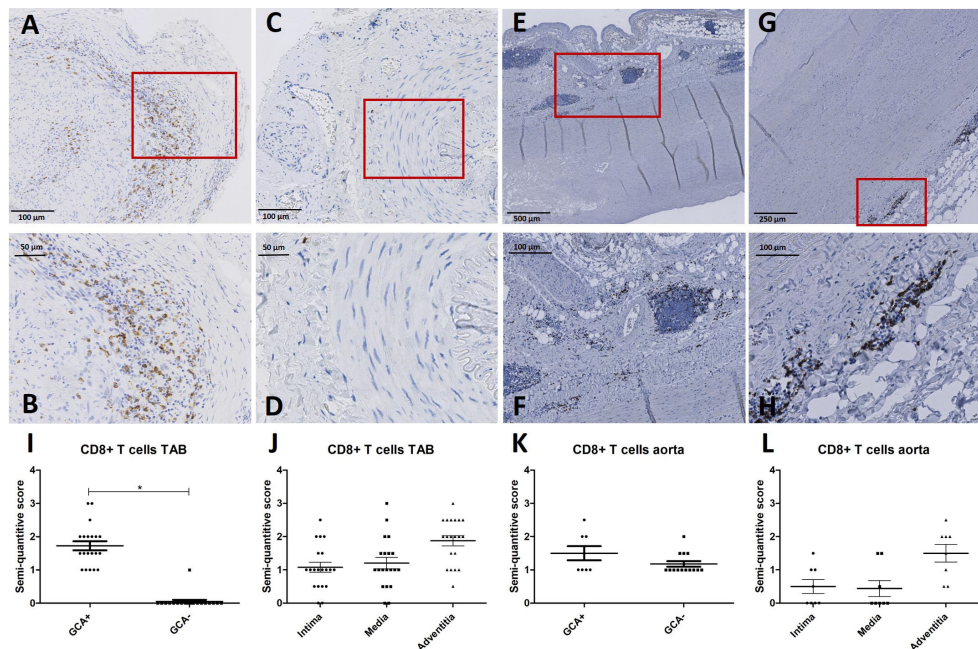 A
C
E
G
100 µm
100 µm
500 µm
250 µm
50 µm
50 µm
100 µm
100 µm
B
D
F
H
I
CD8+ T cells TAB
Semi-quantitive score
4
3
2
1
0
*
GCA+
GCA-
J
CD8+ T cells TAB
Semi-quantitive score
4
3
2
1
0
Intima
Media
Adventitia
K
CD8+ T cells aorta
Semi-quantitive score
4
3
2
1
0
GCA+
GCA-
L
CD8+ T cells aorta
Semi-quantitive score
4
3
2
1
0
Intima
Media
Adventitia